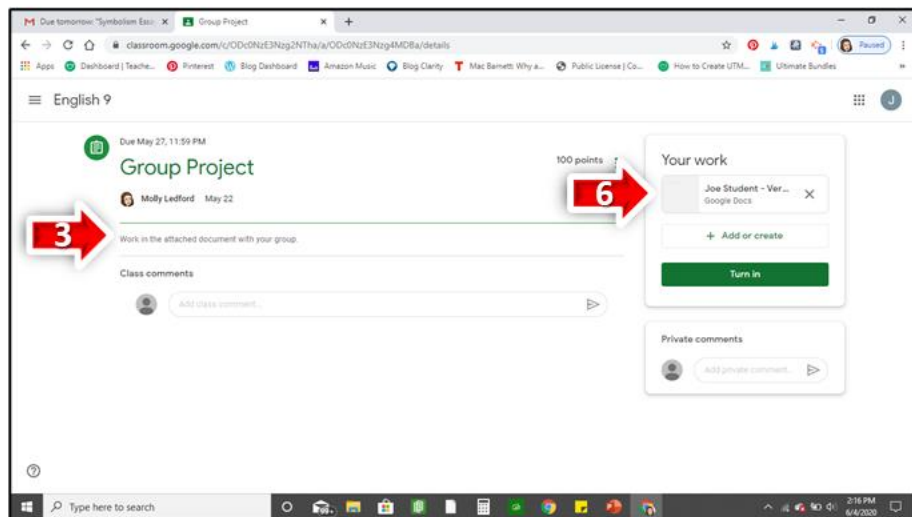 Due tomorrow: "Symbolism Essay
Group Project
classroom.google.com/c/ODc0NzE3Nzg2NTha/a/ODc0NzE3Nzg4MDBa/details
Paused
Apps
Dashboard | Teache...
Pinterest
Blog Dashboard
Amazon Music
Blog Clarity
Mac Barnett: Why a...
Public License | Co...
How to Create UTM...
Ultimate Bundles
English 9
J
Due May 27, 11:59 PM
Group Project
100 points
Molly Ledford May 22
3
Work in the attached document with your group.
Class comments
Add class comment...
Your work
6
Joe Student - Ver...
Google Docs
+ Add or create
Turn in
Private comments
Add private comment...
Type here to search
2:16 PM
6/4/2020